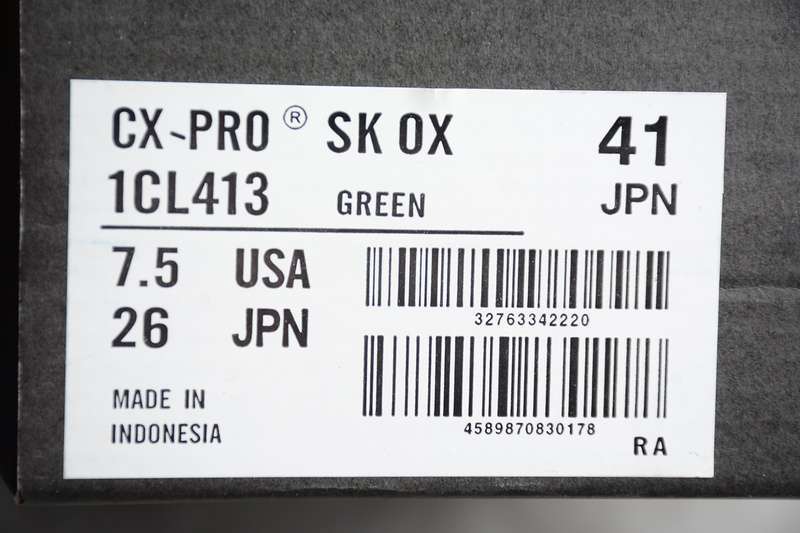 CX-PRO® SK OX
1CL413 GREEN
41
JPN
7.5 USA
26 JPN
32763342220
4589870830178
MADE IN
INDONESIA
RA